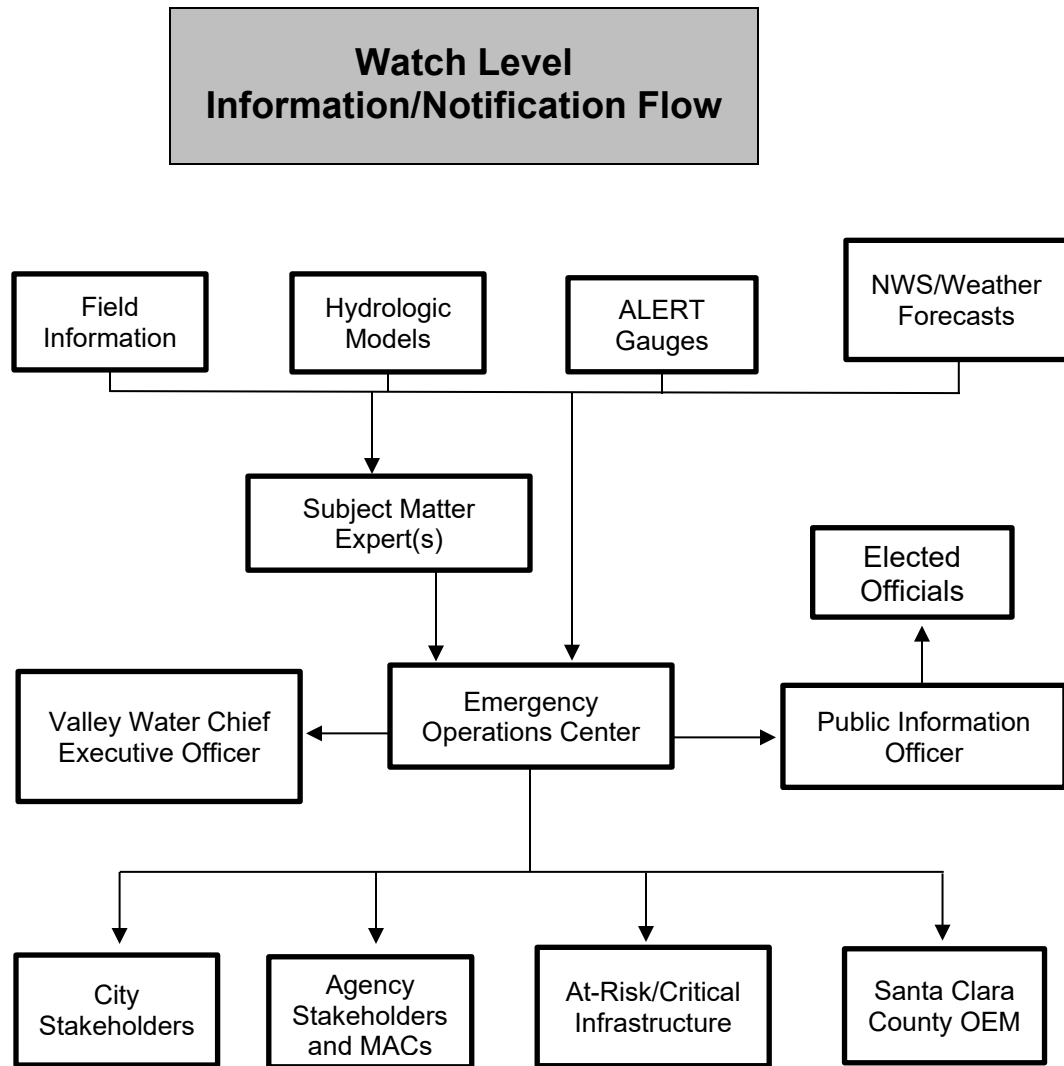 Watch Level
Information/Notification Flow
Field
Information
Hydrologic
Models
ALERT
Gauges
NWS/Weather
Forecasts
Subject Matter
Expert(s)
Elected
Officials
Valley Water Chief
Executive Officer
Emergency
Operations Center
Public Information
Officer
City
Stakeholders
Agency
Stakeholders
and MACs
At-Risk/Critical
Infrastructure
Santa Clara
County OEM